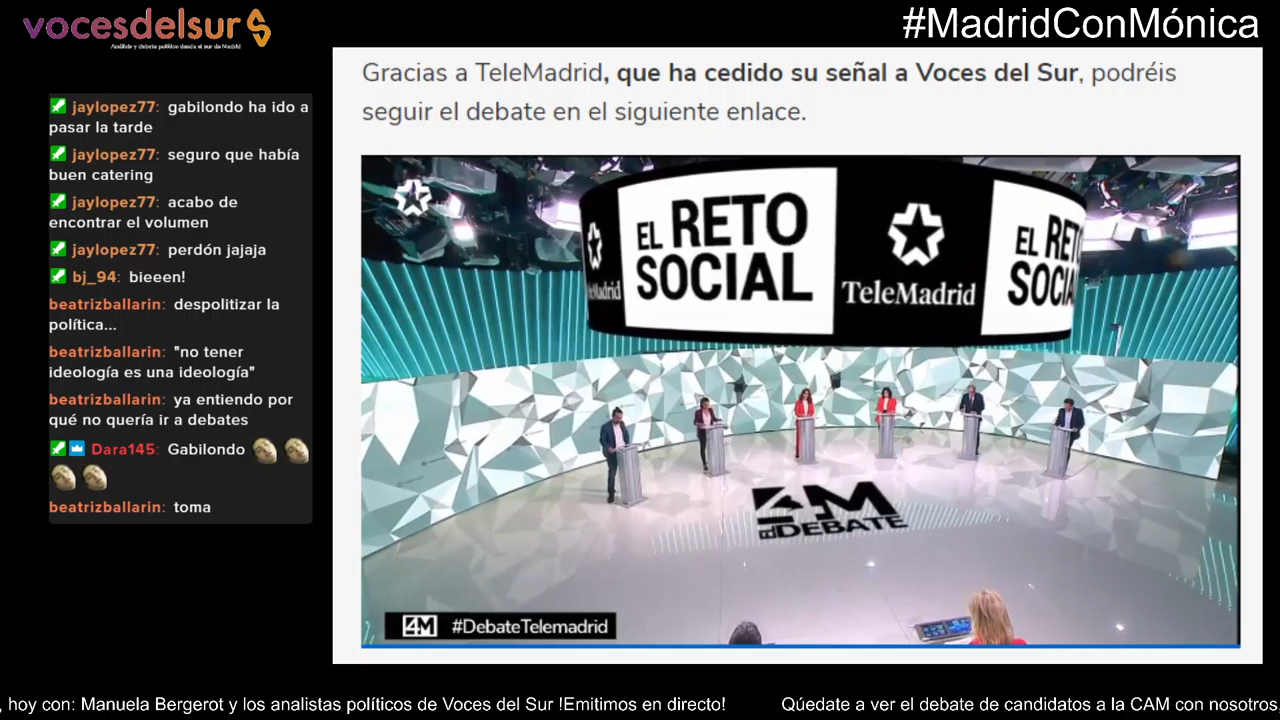 vocesdelsur
Análisis y debate político desde el sur de Madrid
#MadridConMónica
Gracias a TeleMadrid, que ha cedido su señal a Voces del Sur, podréis
seguir el debate en el siguiente enlace.
jaylopez77: gabilondo ha ido a
pasar la tarde
jaylopez77: seguro que había
buen catering
jaylopez77: acabo de
encontrar el volumen
jaylopez77: perdón jajaja
bj_94: bieeen!
beatrizballarin: despolitizar la
política...
beatrizballarin: "no tener
ideología es una ideología"
beatrizballarin: ya entiendo por
qué no quería ir a debates
Dara145: Gabilondo
beatrizballarin: toma
EL RETO
SOCIAL
TeleMadrid
EL RETO
SOCIA
leMadrid
4M
EL DEBATE
4M #DebateTelemadrid
, hoy con: Manuela Bergerot y los analistas políticos de Voces del Sur !Emitimos en directo!
Qúedate a ver el debate de candidatos a la CAM con nosotros,